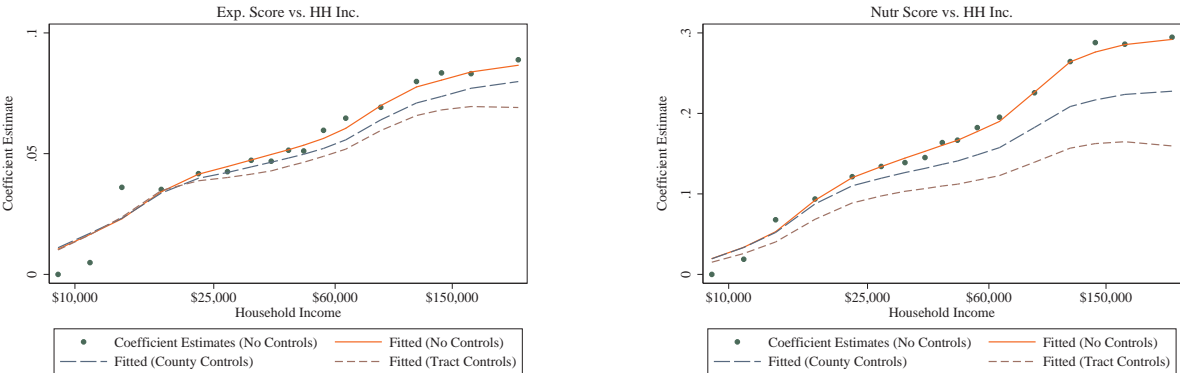 Exp. Score vs. HH Inc.
Coefficient Estimate
.1
.05
0
$10,000 $25,000 $60,000 $150,000
Household Income
Coefficient Estimates (No Controls) Fitted (No Controls)
Fitted (County Controls) Fitted (Tract Controls)
Nutr Score vs. HH Inc.
Coefficient Estimate
.3
.2
.1
0
$10,000 $25,000 $60,000 $150,000
Household Income
Coefficient Estimates (No Controls) Fitted (No Controls)
Fitted (County Controls) Fitted (Tract Controls)